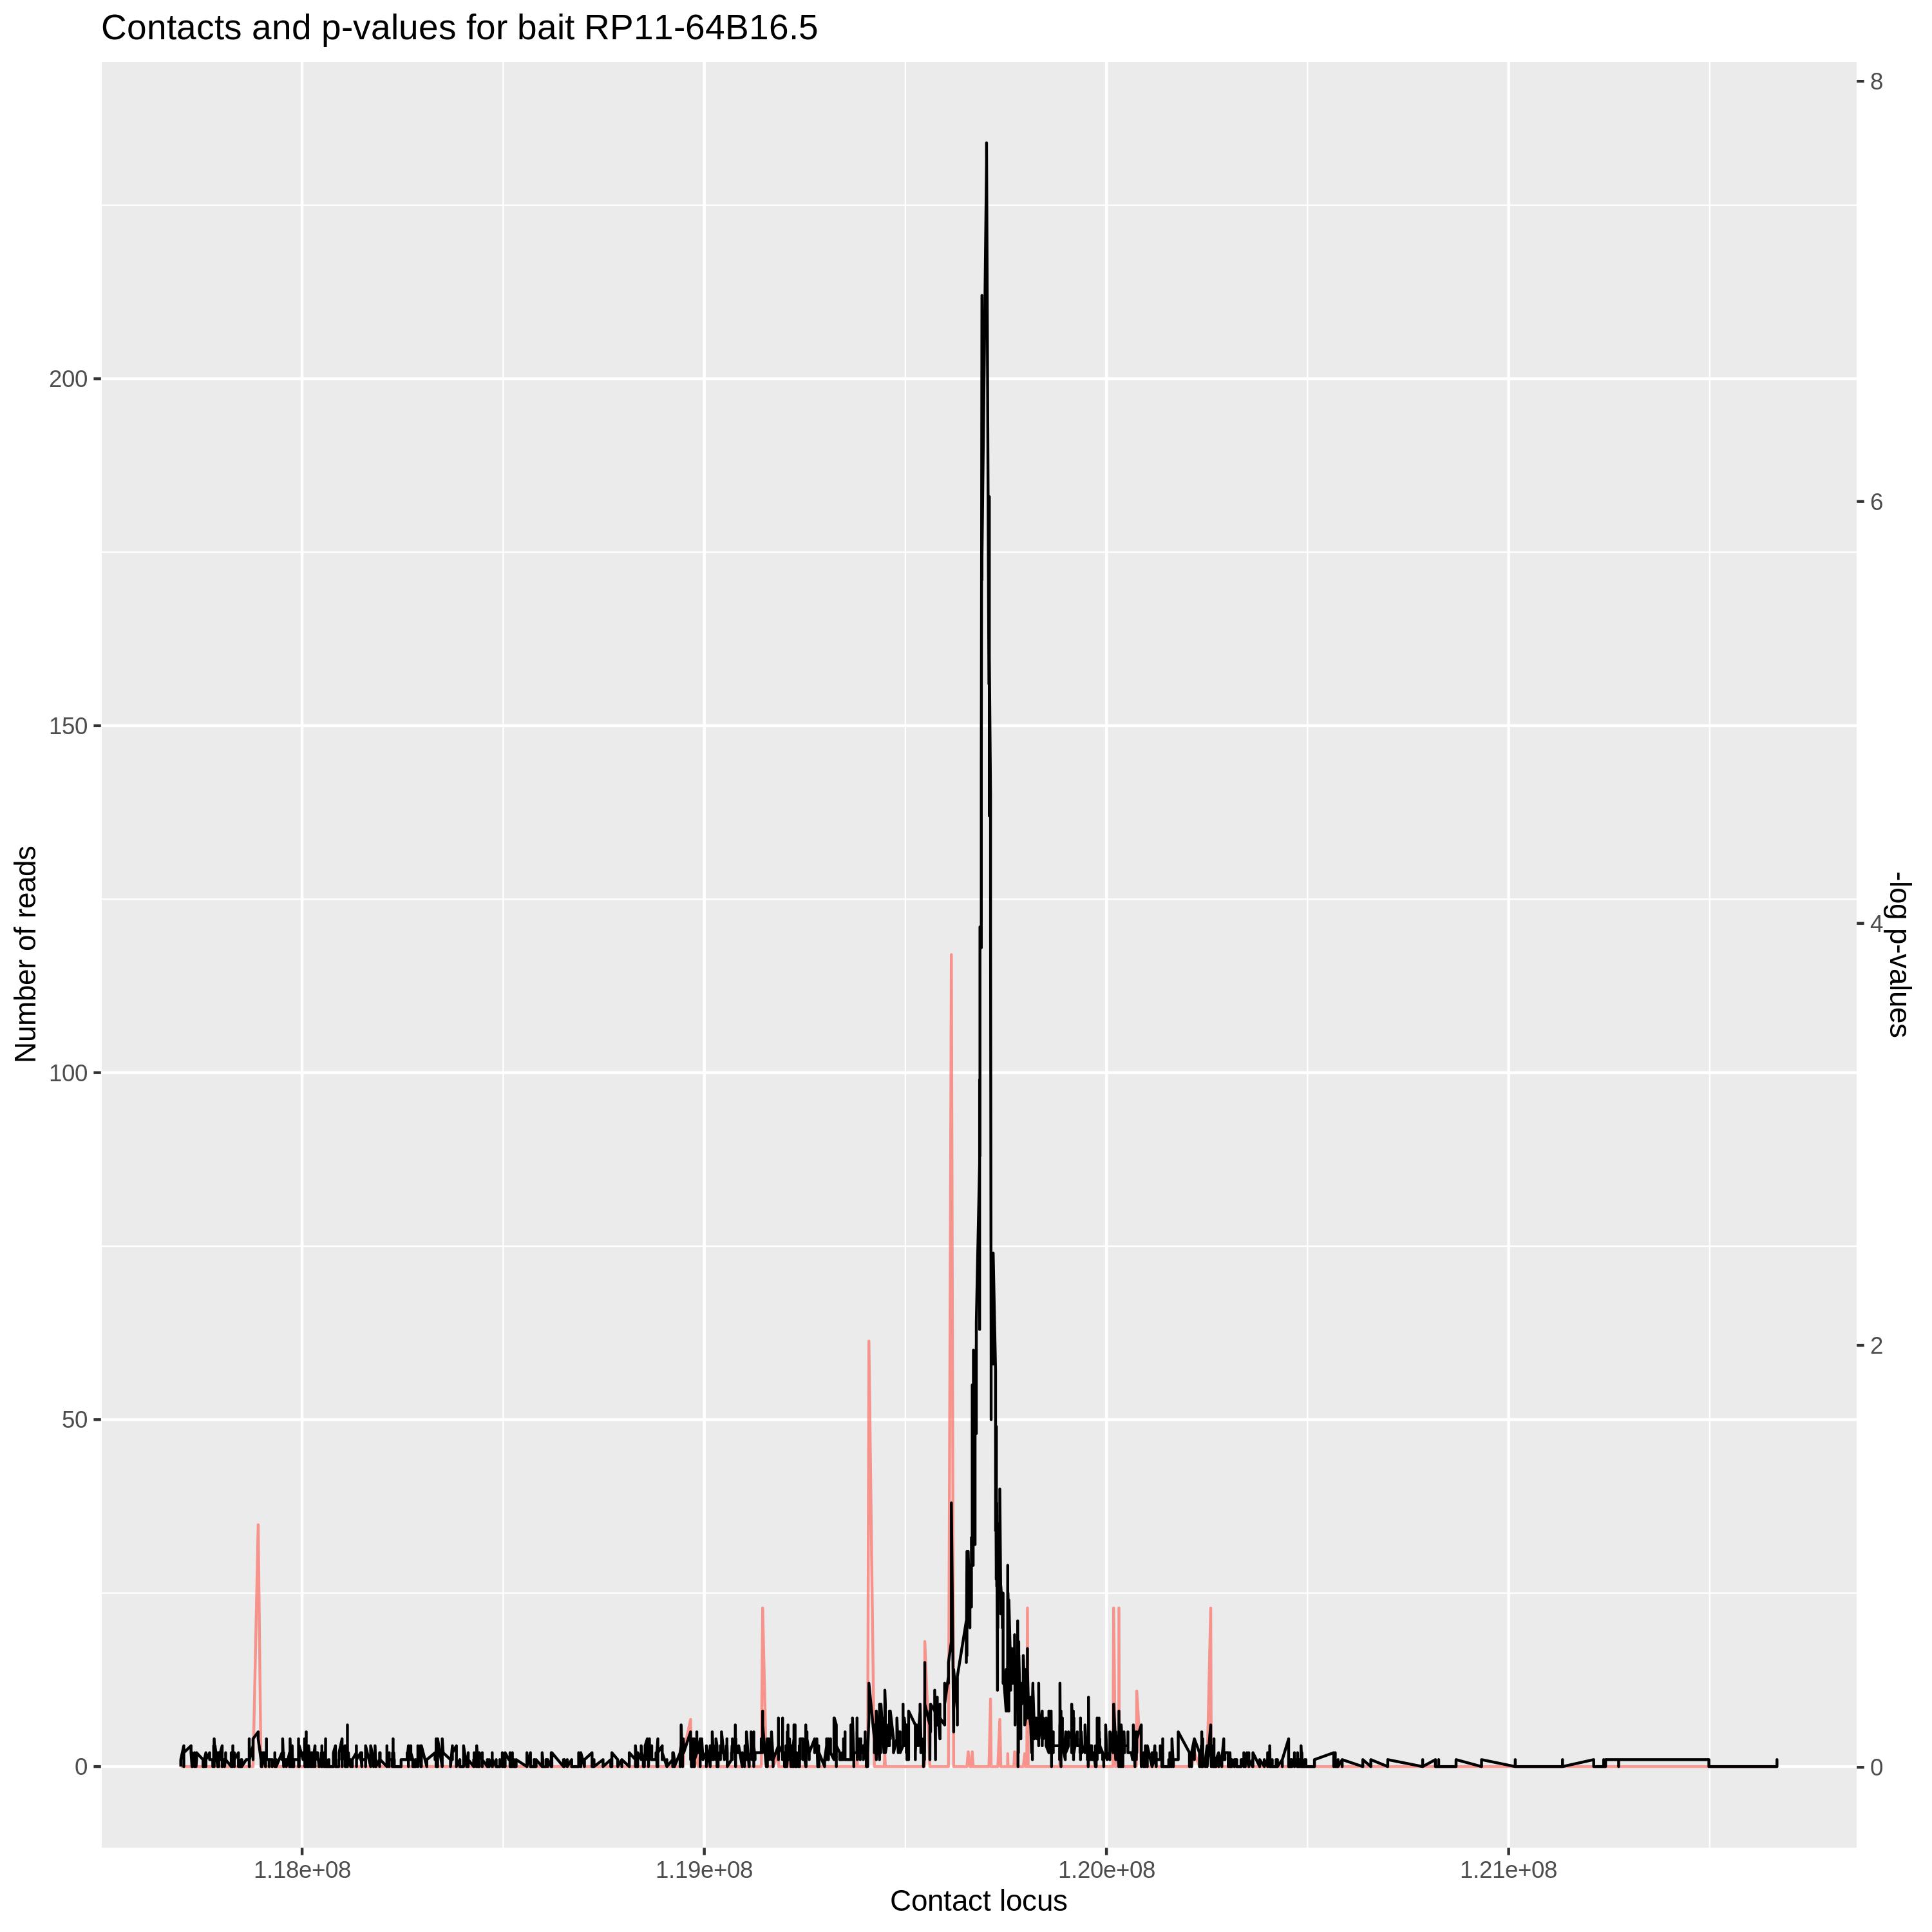 Contacts and p-values for bait RP11-64B16.5
Number of reads
200
150
100
50
0
8
6
4
2
0
-log p-values
1.18e+08
1.19e+08
1.20e+08
1.21e+08
Contact locus